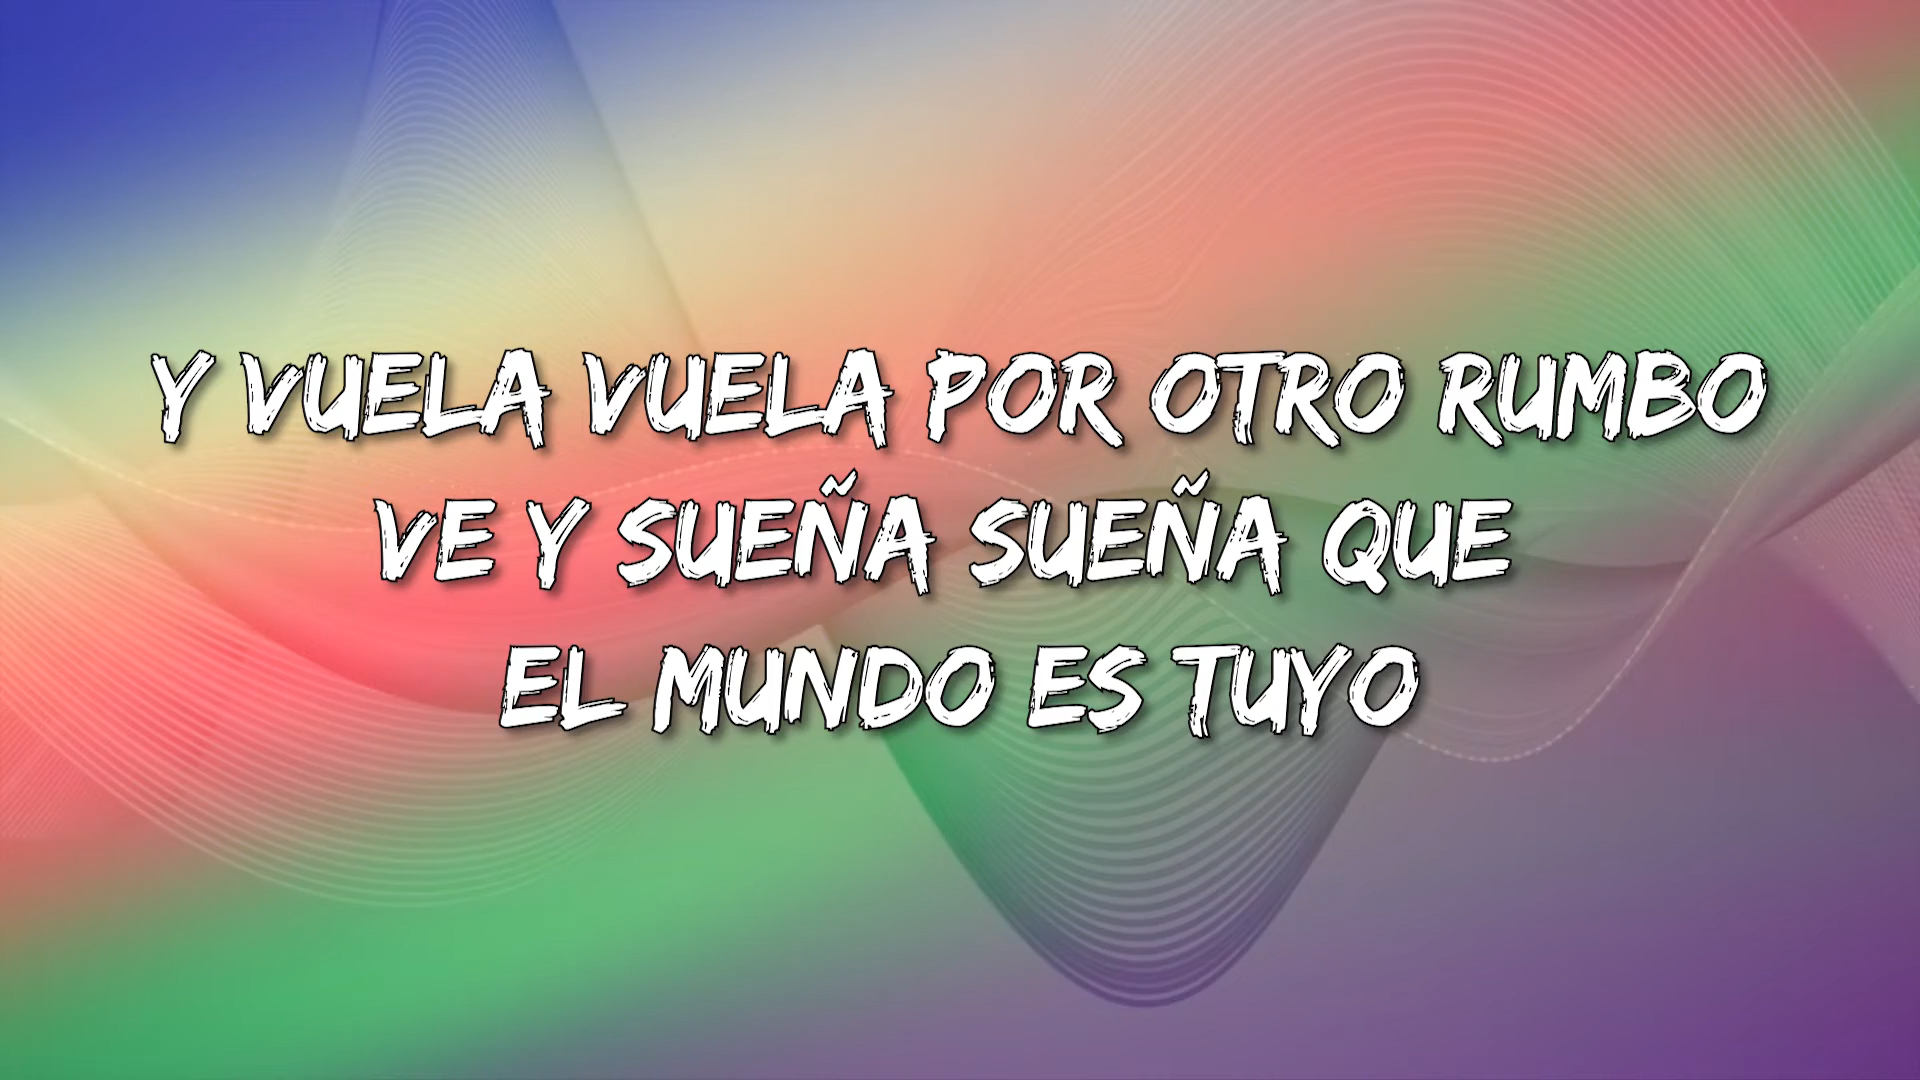 Y VUELA VUELA POR OTRO RUMBO
VE Y SUEÑA SUEÑA QUE
EL MUNDO ES TUYO